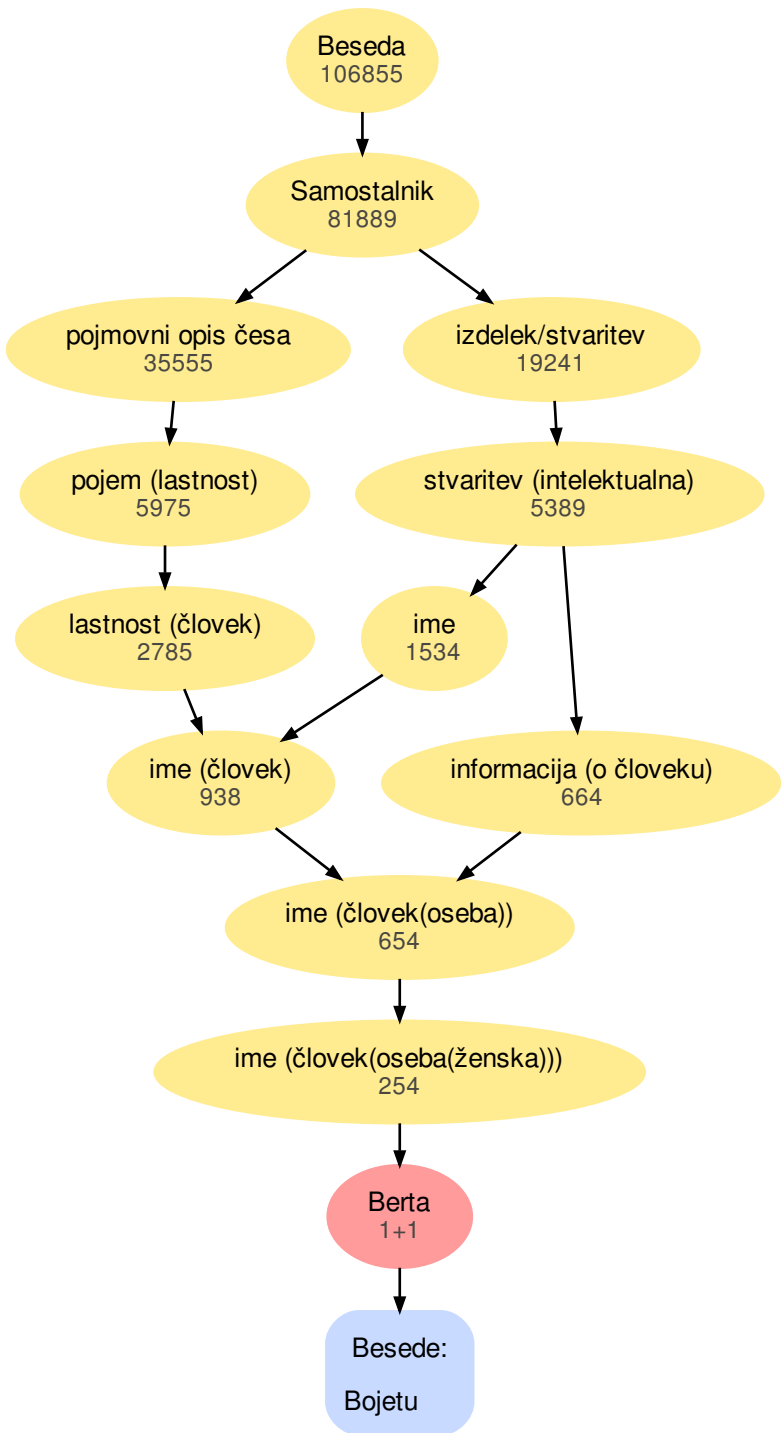 Beseda
106855
Samostalnik
81889
pojmovni opis česa
35555
izdelek/stvaritev
19241
pojem (lastnost)
5975
stvaritev (intelektualna)
5389
lastnost (človek)
2785
ime
1534
ime (človek)
938
informacija (o človeku)
664
ime (človek(oseba))
654
ime (človek(oseba(ženska)))
254
Berta
1+1
Besede:
Bojetu